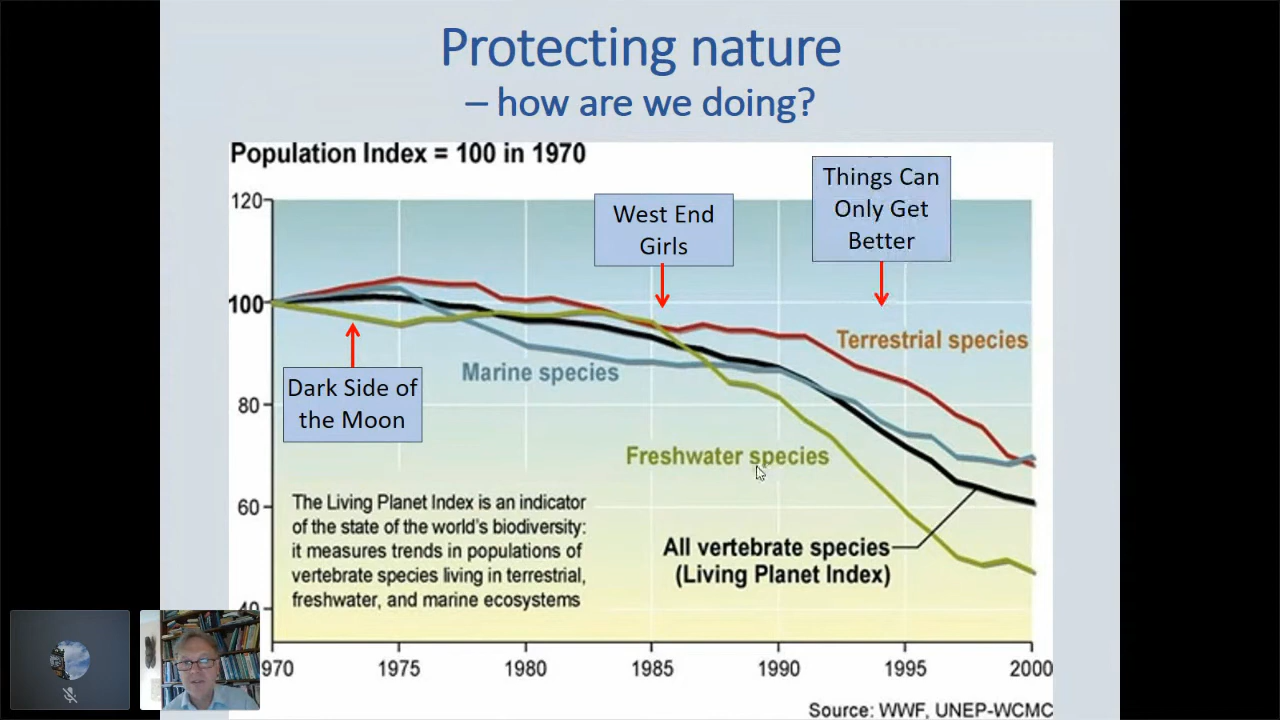 Protecting nature
– how are we doing?
Population Index = 100 in 1970
120
100
80
60
40
Things Can
Only Get
Better
West End
Girls
Dark Side of
the Moon
Terrestrial species
Marine species
Freshwater species
All vertebrate species
(Living Planet Index)
The Living Planet Index is an indicator
of the state of the world's biodiversity:
it measures trends in populations of
vertebrate species living in terrestrial,
freshwater, and marine ecosystems
970 1975 1980 1985 1990 1995 2000
Source: WWF, UNEP-WCMC